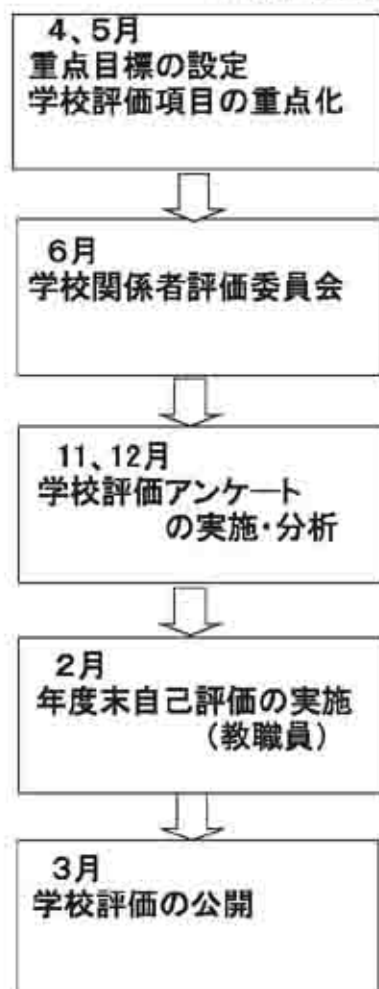 4、5月
重点目標の設定
学校評価項目の重点化
6月
学校関係者評価委員会
11、12月
学校評価アンケート
の実施・分析
2月
年度末自己評価の実施
(教職員)
3月
学校評価の公開